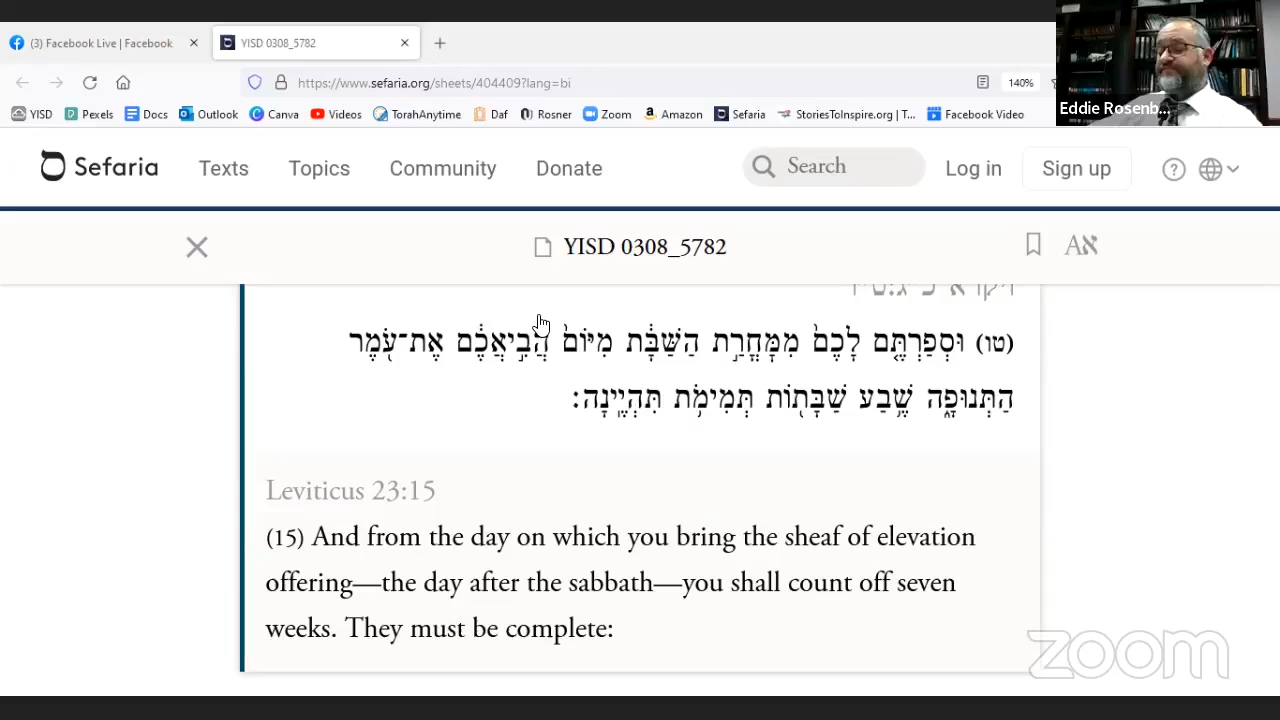 (3) Facebook Live | Facebook
YISD 0308_5782
https://www.sefaria.org/sheets/404409?lang=bi
140%
YISD Pexels Docs Outlook Canva Videos TorahAnytime Daf Rosner Zoom Amazon Sefaria StoriesToInspire.org | T... Facebook Video
Eddie Rosenb...
Sefaria Texts Topics Community Donate Search Log in Sign up
YISD 0308_5782 Aא
(טו) וּסְפַרְתֶּ֤ם לָכֶם֙ מִמָּחֳרַ֣ת הַשַּׁבָּ֔ת מִיּוֹם֙ הֲבִ֣יאֲכֶ֔ם אֶת־עֹ֖מֶר
הַתְּנוּפָ֑ה שֶׁ֥בַע שַׁבָּת֖וֹת תְּמִימֹ֥ת תִּהְיֶֽינָה׃
Leviticus 23:15
(15) And from the day on which you bring the sheaf of elevation
offering—the day after the sabbath—you shall count off seven
weeks. They must be complete:
zoom